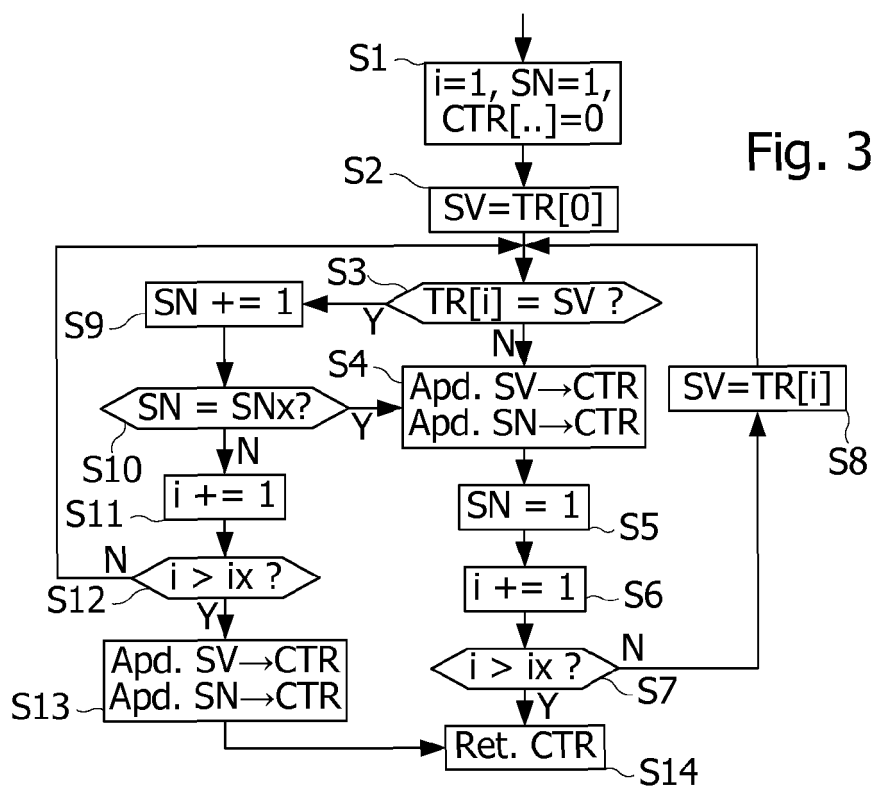 S1
i=1, SN=1,
CTR[..]=0
Fig. 3
S2
SV=TR[0]
S3
TR[i] = SV ?
Y
N
S9
SN += 1
S4
Apd. SV→CTR
Apd. SN→CTR
SV=TR[i]
S8
SN = SNx?
Y
N
S10
S11
i += 1
SN = 1
S5
N
i > ix ?
S12
Y
i += 1
S6
Apd. SV→CTR
Apd. SN→CTR
S13
i > ix ?
N
S7
Y
Ret. CTR
S14